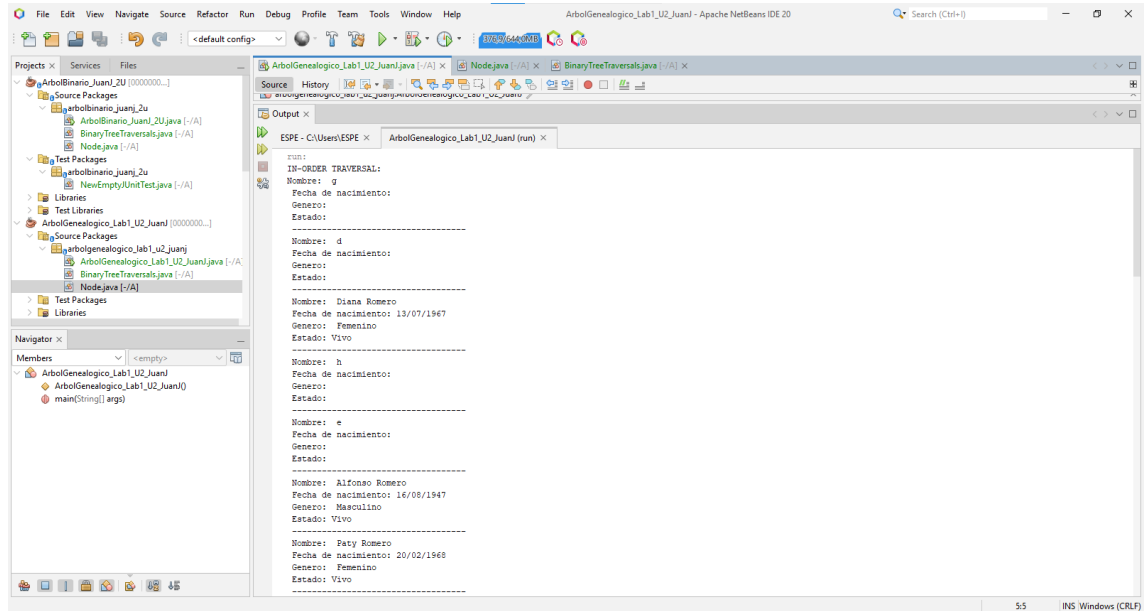 File Edit View Navigate Source Refactor Run Debug Profile Team Tools Window Help
ArbolGenealogico_Lab1_U2_JuanJ - Apache NetBeans IDE 20
Search (Ctrl+I)
<default config>
Projects Services Files
ArbolBinario_JuanJ_2U [0000000...]
Source Packages
arbolbinario_juanj_2u
ArbolBinario_JuanJ_2U.java [-/A]
BinaryTreeTraversals.java [-/A]
Node.java [-/A]
Test Packages
arbolbinario_juanj_2u
NewEmptyJUnitTest.java [-/A]
Libraries
Test Libraries
ArbolGenealogico_Lab1_U2_JuanJ [0000000...]
Source Packages
arbolgenealogico_lab1_u2_juanj
ArbolGenealogico_Lab1_U2_JuanJ.java [-/A]
BinaryTreeTraversals.java [-/A]
Node.java [-/A]
Test Packages
Libraries
Navigator
Members <empty>
ArbolGenealogico_Lab1_U2_JuanJ
ArbolGenealogico_Lab1_U2_JuanJ()
main(String[] args)
ArbolGenealogico_Lab1_U2_JuanJ.java [-/A] Node.java [-/A] BinaryTreeTraversals.java [-/A]
Source History
Output
ESPE - C:\Users\ESPE ArbolGenealogico_Lab1_U2_JuanJ (run)
run:
IN-ORDER TRAVERSAL:
Nombre: g
Fecha de nacimiento:
Genero:
Estado:
-----------------------------------
Nombre: d
Fecha de nacimiento:
Genero:
Estado:
-----------------------------------
Nombre: Diana Romero
Fecha de nacimiento: 13/07/1967
Genero: Femenino
Estado: Vivo
-----------------------------------
Nombre: h
Fecha de nacimiento:
Genero:
Estado:
-----------------------------------
Nombre: e
Fecha de nacimiento:
Genero:
Estado:
-----------------------------------
Nombre: Alfonso Romero
Fecha de nacimiento: 16/08/1947
Genero: Masculino
Estado: Vivo
-----------------------------------
Nombre: Paty Romero
Fecha de nacimiento: 20/02/1968
Genero: Femenino
Estado: Vivo
-----------------------------------
5:5 INS Windows (CRLF)